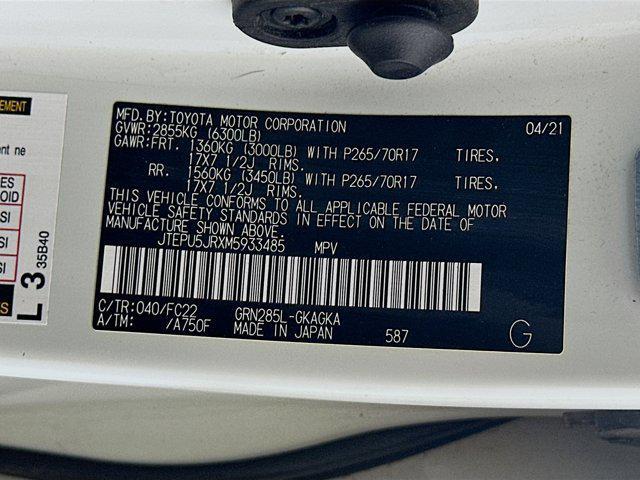 MFD. BY: TOYOTA MOTOR CORPORATION 04/21
GVWR: 2855KG (6300LB)
GAWR: FRT. 1360KG (3000LB) WITH P265/70R17 TIRES.
17X7 1/2J RIMS.
RR. 1560KG (3450LB) WITH P265/70R17 TIRES.
17X7 1/2J RIMS.
THIS VEHICLE CONFORMS TO ALL APPLICABLE FEDERAL MOTOR
VEHICLE SAFETY STANDARDS IN EFFECT ON THE DATE OF
MANUFACTURE SHOWN ABOVE.
JTEPU5JRXM5933485 MPV
C/TR: 040/FC22 GRN285L-GKAGKA
A/TM: /A750F MADE IN JAPAN 587 G
EMENT
nt ne
ES
OID
SI
SI
SI
S
L 3
35B40